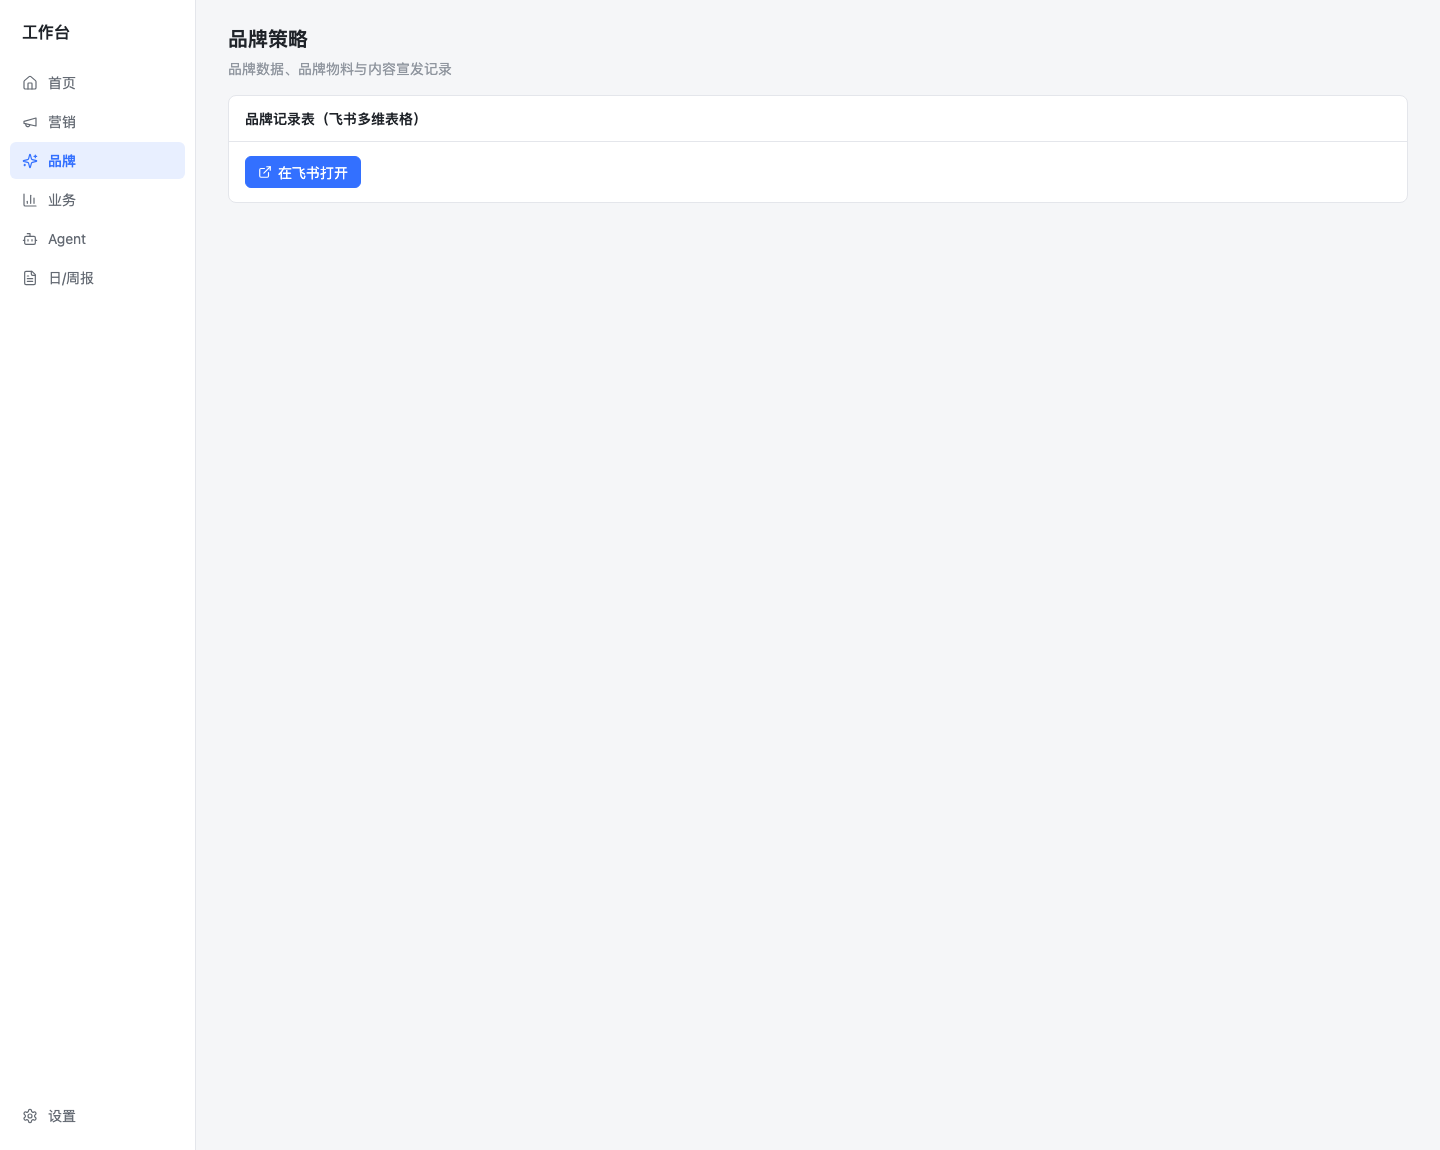 工作台
首页
营销
品牌
业务
Agent
日/周报
设置
品牌策略
品牌数据、品牌物料与内容宣发记录
品牌记录表（飞书多维表格）
在飞书打开